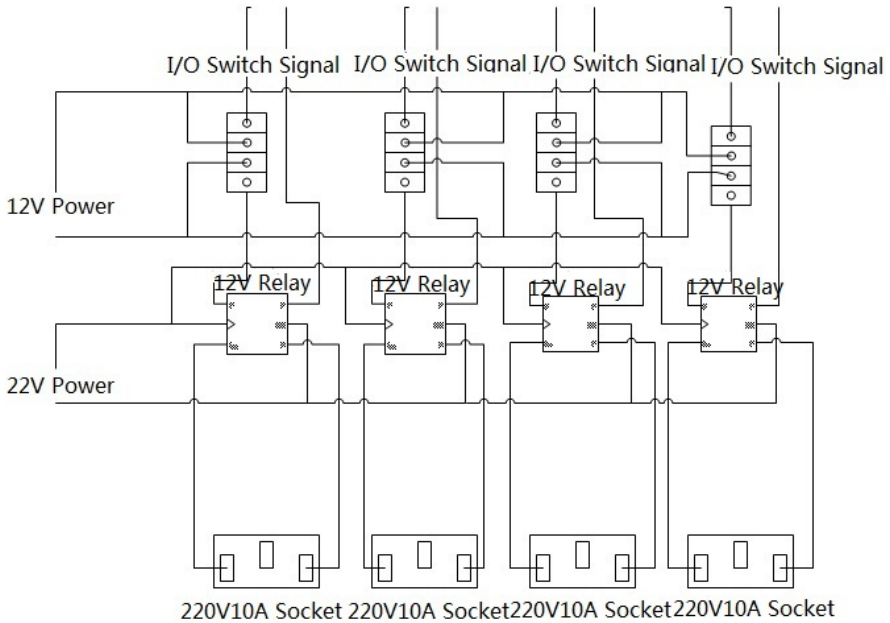 I/O Switch Signal
I/O Switch Signal
I/O Switch Signal
I/O Switch Signal
12V Power
12V Relay
12V Relay
12V Relay
12V Relay
22V Power
220V10A Socket
220V10A Socket
220V10A Socket
220V10A Socket